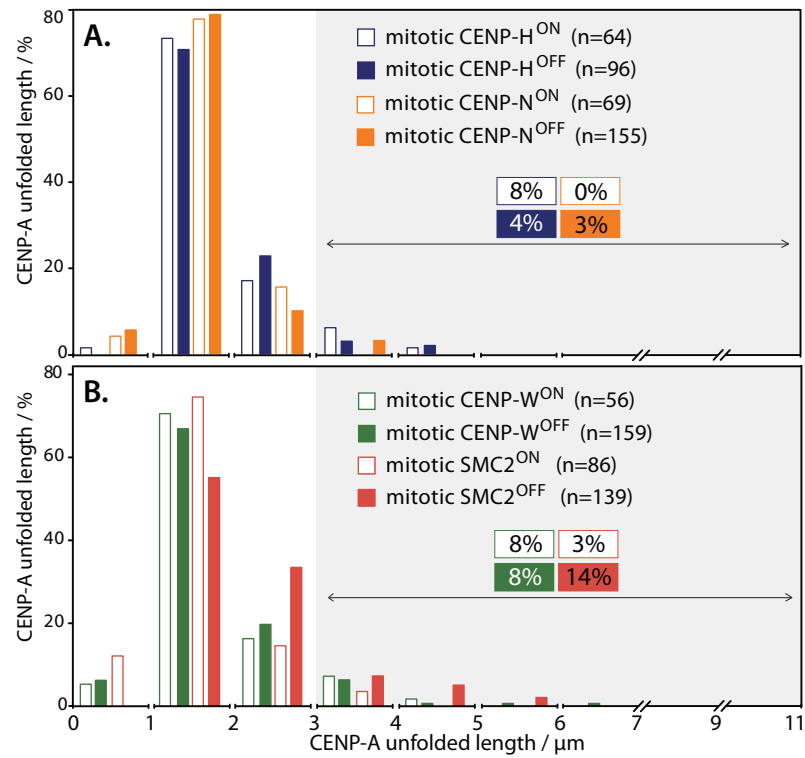 A.
mitotic CENP-H^ON (n=64)
mitotic CENP-H^OFF (n=96)
mitotic CENP-N^ON (n=69)
mitotic CENP-N^OFF (n=155)
8% 0%
4% 3%
CENP-A unfolded length / %
80
60
40
20
0
B.
mitotic CENP-W^ON (n=56)
mitotic CENP-W^OFF (n=159)
mitotic SMC2^ON (n=86)
mitotic SMC2^OFF (n=139)
8% 3%
8% 14%
CENP-A unfolded length / %
80
60
40
20
0
0 1 2 3 4 5 6 7 9 11
CENP-A unfolded length / μm